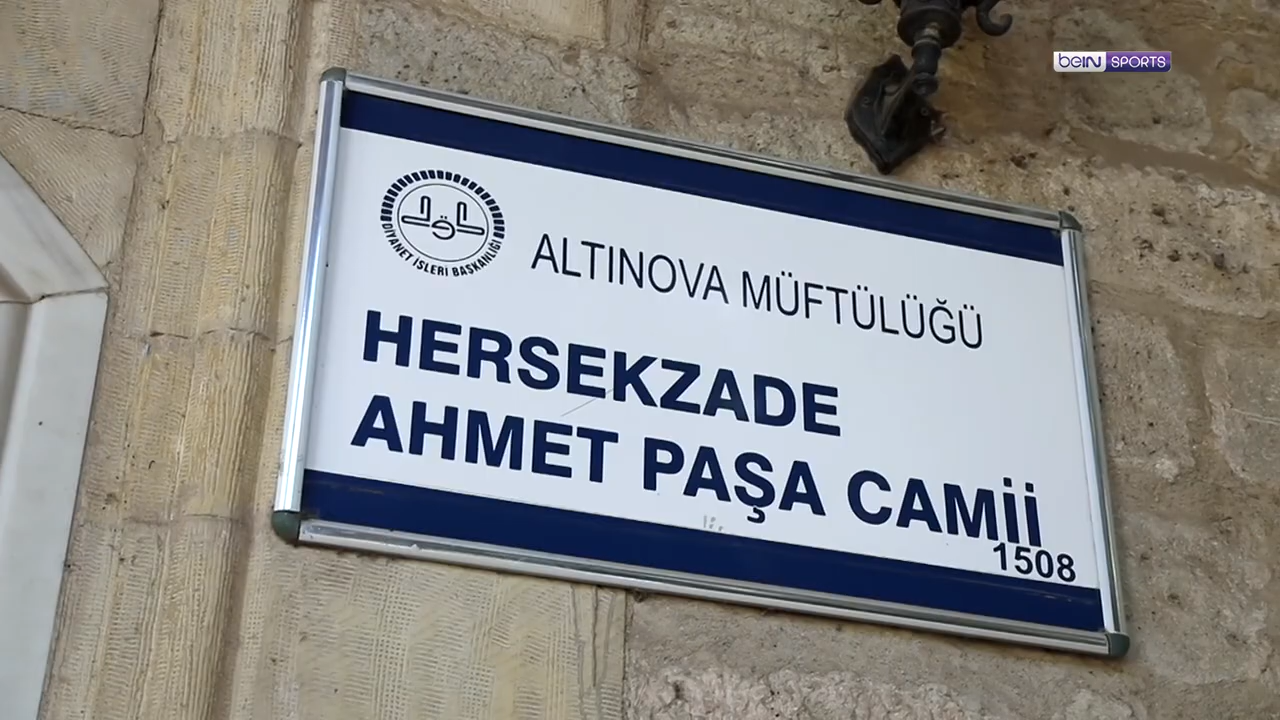 beIN SPORTS
DİYANET İŞLERİ BAŞKANLIĞI
ALTINOVA MÜFTÜLÜĞÜ
HERSEKZADE
AHMET PAŞA CAMİİ
1508